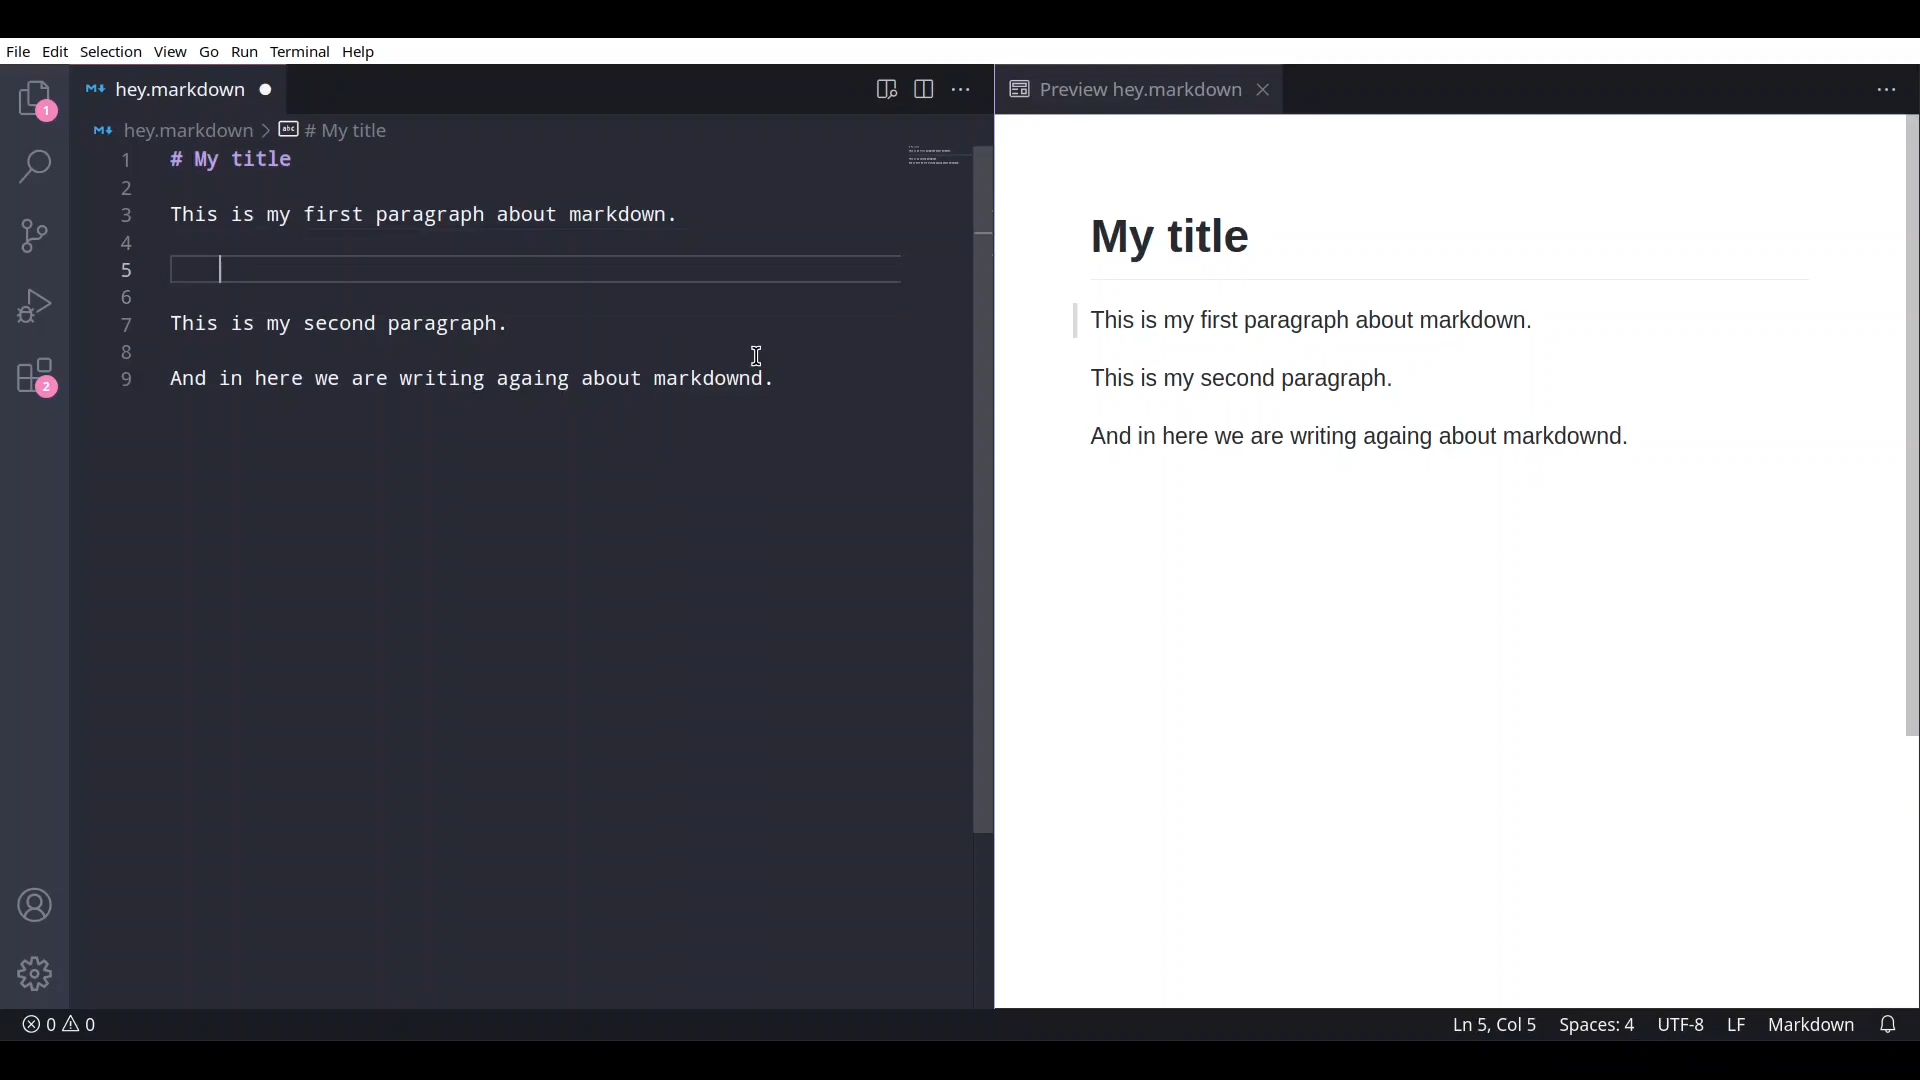 File Edit Selection View Go Run Terminal Help
hey.markdown
Preview hey.markdown
hey.markdown > # My title
1 # My title
2
3 This is my first paragraph about markdown.
4
5
6
7 This is my second paragraph.
8
9 And in here we are writing againg about markdownd.
My title
This is my first paragraph about markdown.
This is my second paragraph.
And in here we are writing againg about markdownd.
1
2
0 0
Ln 5, Col 5 Spaces: 4 UTF-8 LF Markdown